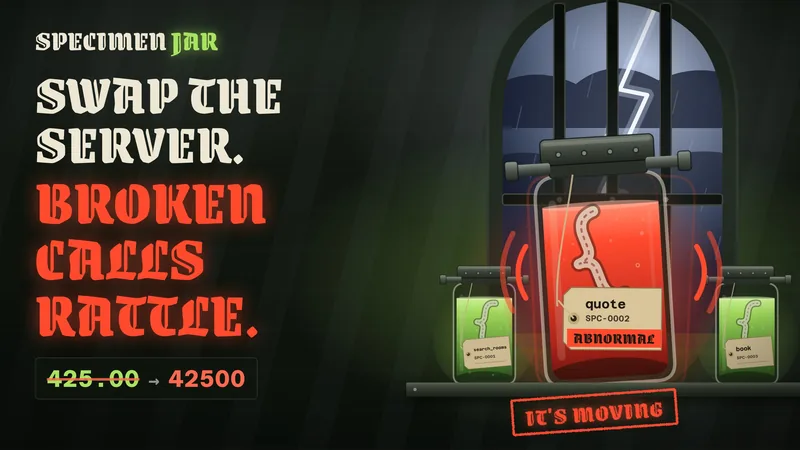 SPECIMEN JAR
SWAP THE
SERVER.
BROKEN
CALLS
RATTLE.
425.00 → 42500
quote
SPC-0002
ABNORMAL
search_rooms
SPC-0001
book
SPC-0003
IT'S MOVING